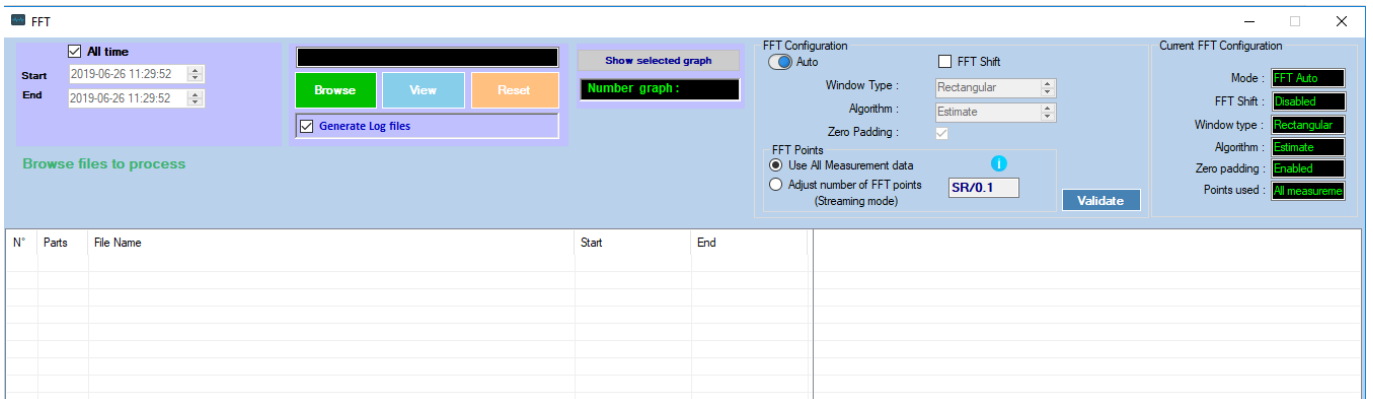 FFT
All time
Start 2019-06-26 11:29:52
End 2019-06-26 11:29:52
Browse View Reset
Generate Log files
Show selected graph
Number graph :
Browse files to process
FFT Configuration
Auto FFT Shift
Window Type : Rectangular
Algorithm : Estimate
Zero Padding :
FFT Points
Use All Measurement data i
Adjust number of FFT points SR/0.1
(Streaming mode)
Validate
Current FFT Configuration
Mode : FFT Auto
FFT Shift : Disabled
Window type : Rectangular
Algorithm : Estimate
Zero padding : Enabled
Points used : All measureme
N° Parts File Name Start End